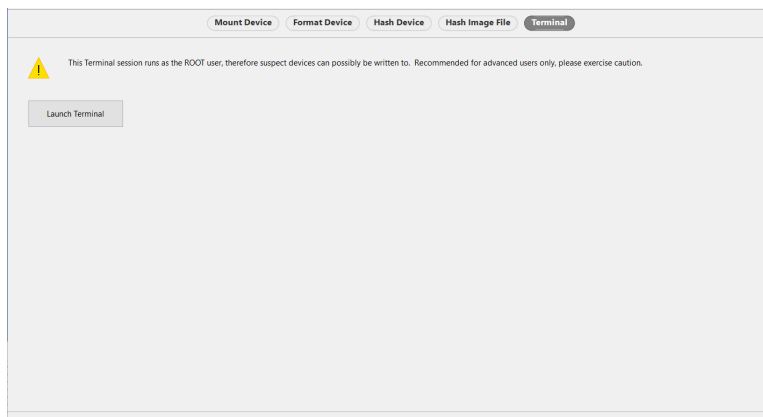 Mount Device Format Device Hash Device Hash Image File Terminal
This Terminal session runs as the ROOT user, therefore suspect devices can possibly be written to. Recommended for advanced users only, please exercise caution.
Launch Terminal